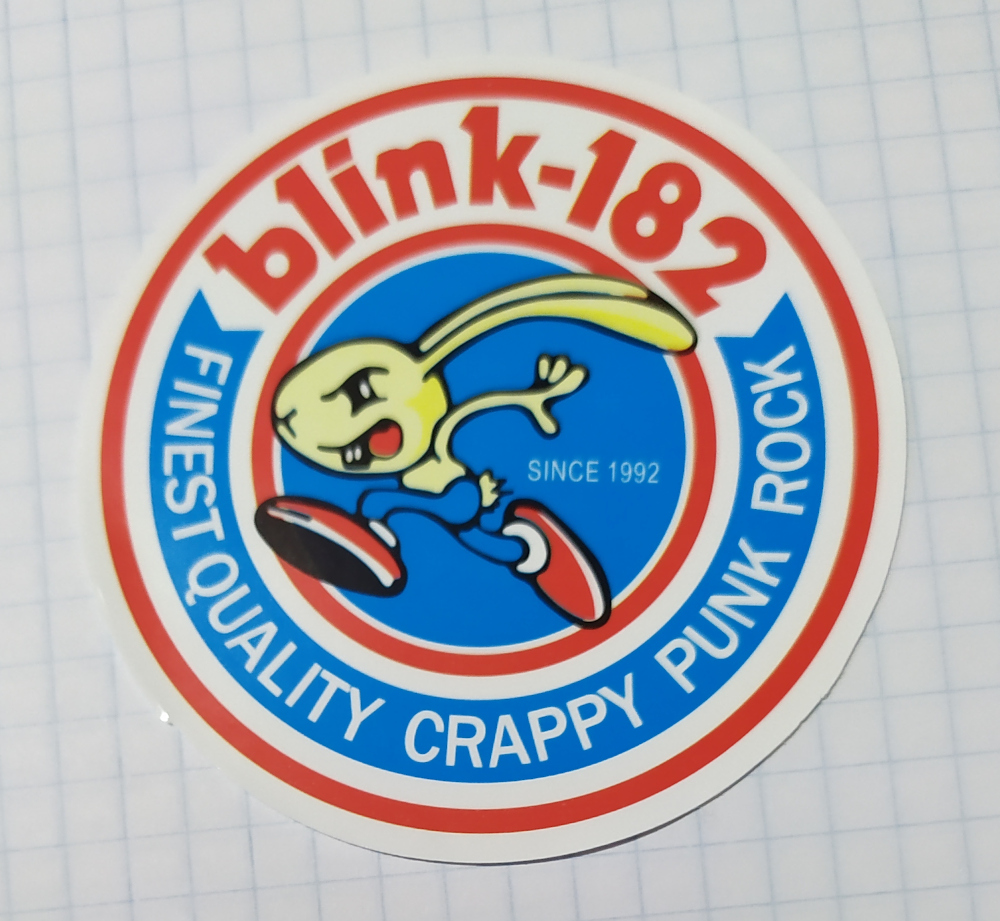 blink-182
SINCE 1992
FINEST QUALITY CRAPPY PUNK ROCK